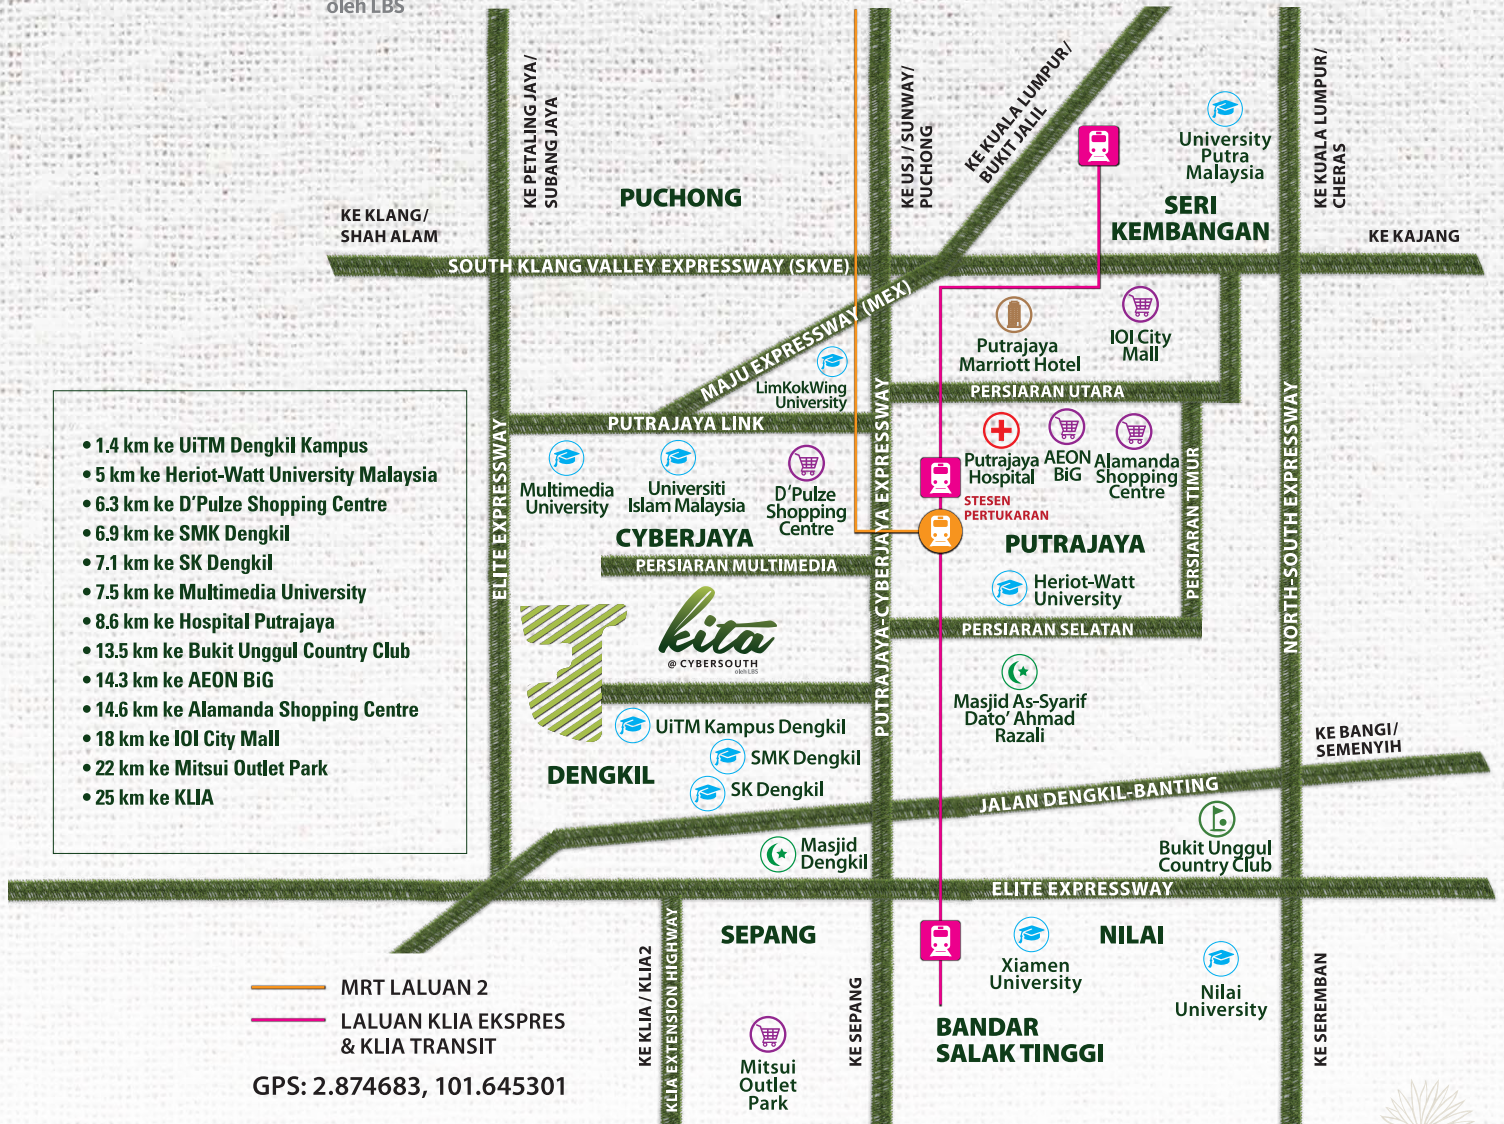 oleh LBS
KE PETALING JAYA/
SUBANG JAYA
KE USJ / SUNWAY/
PUCHONG
KE KUALA LUMPUR/
BUKIT JALIL
KE KUALA LUMPUR/
CHERAS
University
Putra
Malaysia
PUCHONG
SERI
KEMBANGAN
KE KLANG/
SHAH ALAM
KE KAJANG
SOUTH KLANG VALLEY EXPRESSWAY (SKVE)
MAJU EXPRESSWAY (MEX)
Putrajaya
Marriott Hotel
IOI City
Mall
LimKokWing
University
PERSIARAN UTARA
PUTRAJAYA LINK
ELITE EXPRESSWAY
PUTRAJAYA-CYBERJAYA EXPRESSWAY
PERSIARAN TIMUR
NORTH-SOUTH EXPRESSWAY
• 1.4 km ke UiTM Dengkil Kampus
• 5 km ke Heriot-Watt University Malaysia
• 6.3 km ke D'Pulze Shopping Centre
• 6.9 km ke SMK Dengkil
• 7.1 km ke SK Dengkil
• 7.5 km ke Multimedia University
• 8.6 km ke Hospital Putrajaya
• 13.5 km ke Bukit Unggul Country Club
• 14.3 km ke AEON BiG
• 14.6 km ke Alamanda Shopping Centre
• 18 km ke IOI City Mall
• 22 km ke Mitsui Outlet Park
• 25 km ke KLIA
Multimedia
University
Universiti
Islam Malaysia
D'Pulze
Shopping
Centre
Putrajaya
Hospital
AEON
BiG
Alamanda
Shopping
Centre
STESEN
PERTUKARAN
CYBERJAYA
PUTRAJAYA
PERSIARAN MULTIMEDIA
Heriot-Watt
University
kita
@ CYBERSOUTH
oleh LBS
PERSIARAN SELATAN
Masjid As-Syarif
Dato' Ahmad
Razali
UiTM Kampus Dengkil
SMK Dengkil
SK Dengkil
DENGKIL
KE BANGI/
SEMENYIH
JALAN DENGKIL-BANTING
Masjid
Dengkil
Bukit Unggul
Country Club
ELITE EXPRESSWAY
SEPANG
NILAI
Xiamen
University
Nilai
University
KE KLIA / KLIA2
KLIA EXTENSION HIGHWAY
KE SEPANG
KE SEREMBAN
BANDAR
SALAK TINGGI
Mitsui
Outlet
Park
MRT LALUAN 2
LALUAN KLIA EKSPRES
& KLIA TRANSIT
GPS: 2.874683, 101.645301